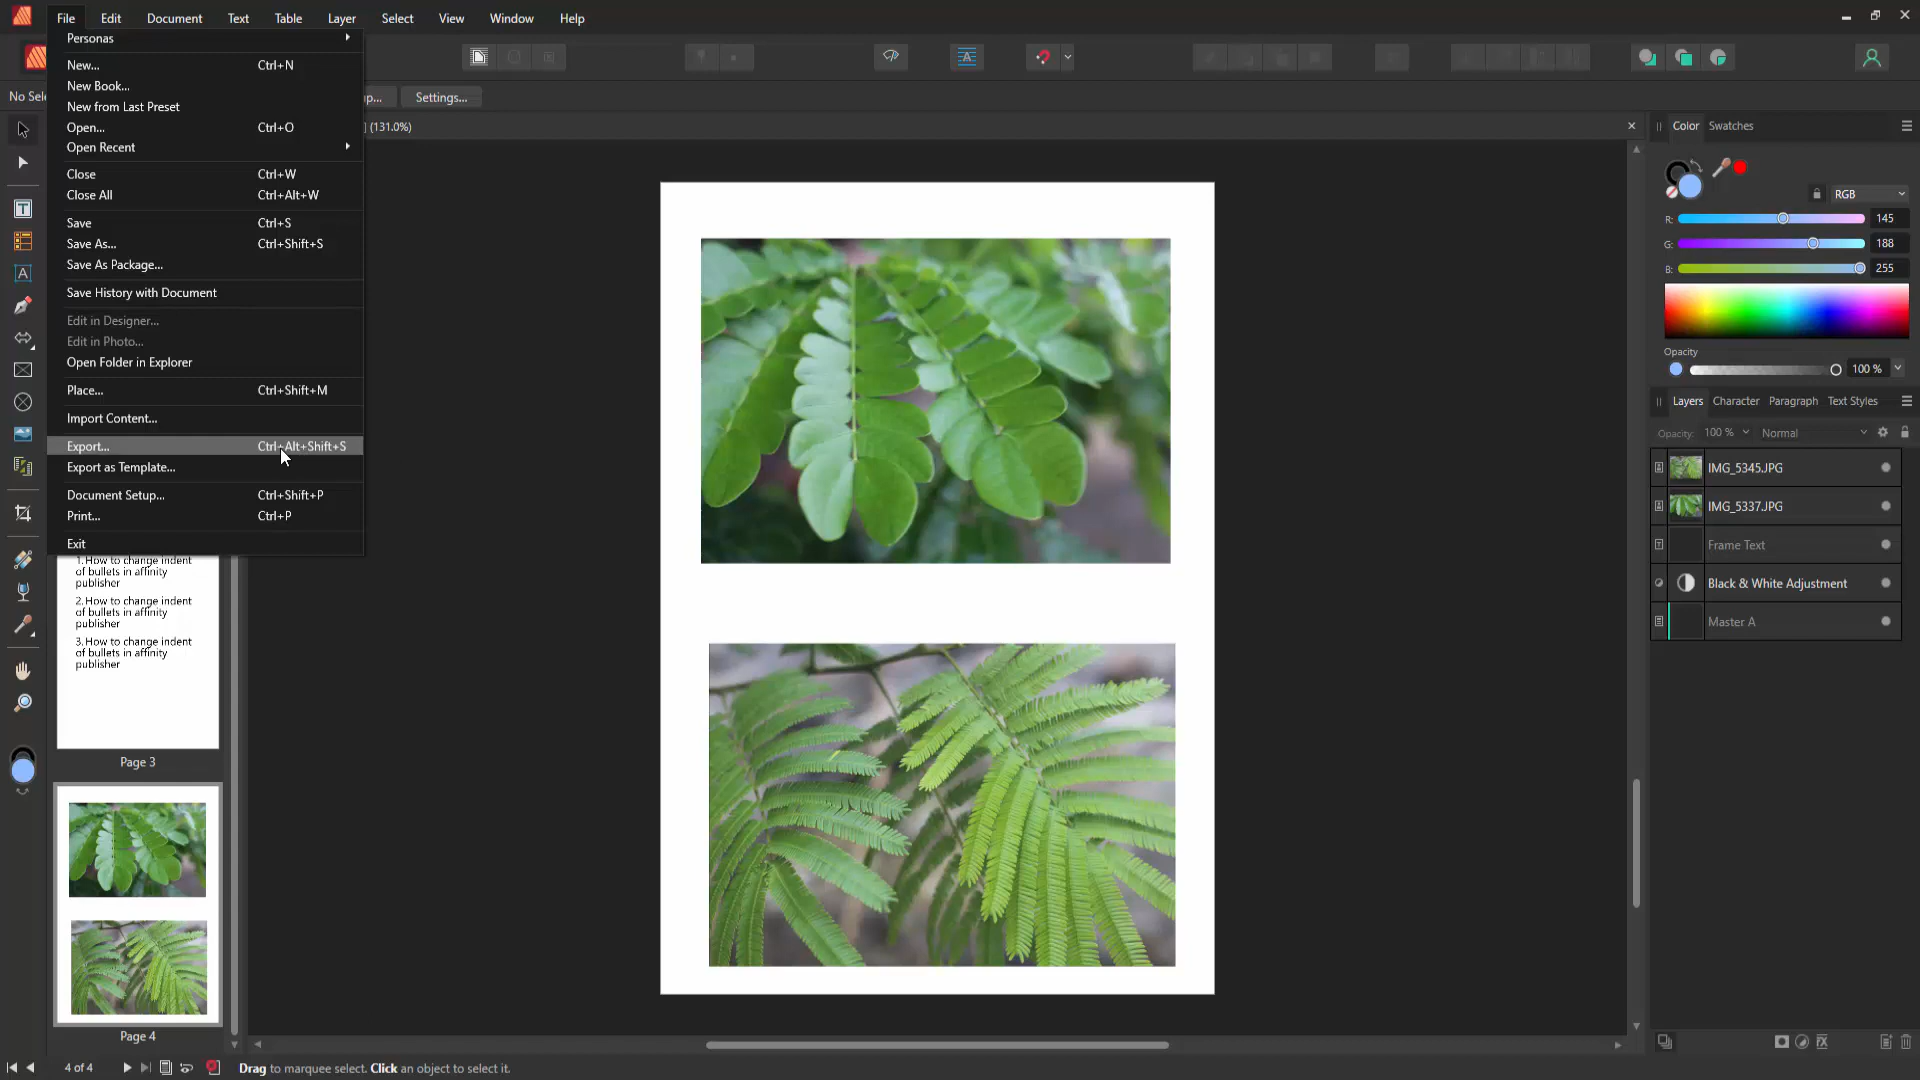 File Edit Document Text Table Layer Select View Window Help
Personas
New... Ctrl+N
New Book...
New from Last Preset
Open... Ctrl+O
Open Recent
Close Ctrl+W
Close All Ctrl+Alt+W
Save Ctrl+S
Save As... Ctrl+Shift+S
Save As Package...
Save History with Document
Edit in Designer...
Edit in Photo...
Open Folder in Explorer
Place... Ctrl+Shift+M
Import Content...
Export... Ctrl+Alt+Shift+S
Export as Template...
Document Setup... Ctrl+Shift+P
Print... Ctrl+P
Exit
No
Settings...
(131.0%)
1. How to change indent
of bullets in affinity
publisher
2. How to change indent
of bullets in affinity
publisher
3. How to change indent
of bullets in affinity
publisher
Page 3
Page 4
Color Swatches
RGB
R: 145
G: 188
B: 255
Opacity
100 %
Layers Character Paragraph Text Styles
Opacity: 100 % Normal
IMG_5345.JPG
IMG_5337.JPG
Frame Text
Black & White Adjustment
Master A
4 of 4
Drag to marquee select. Click an object to select it.